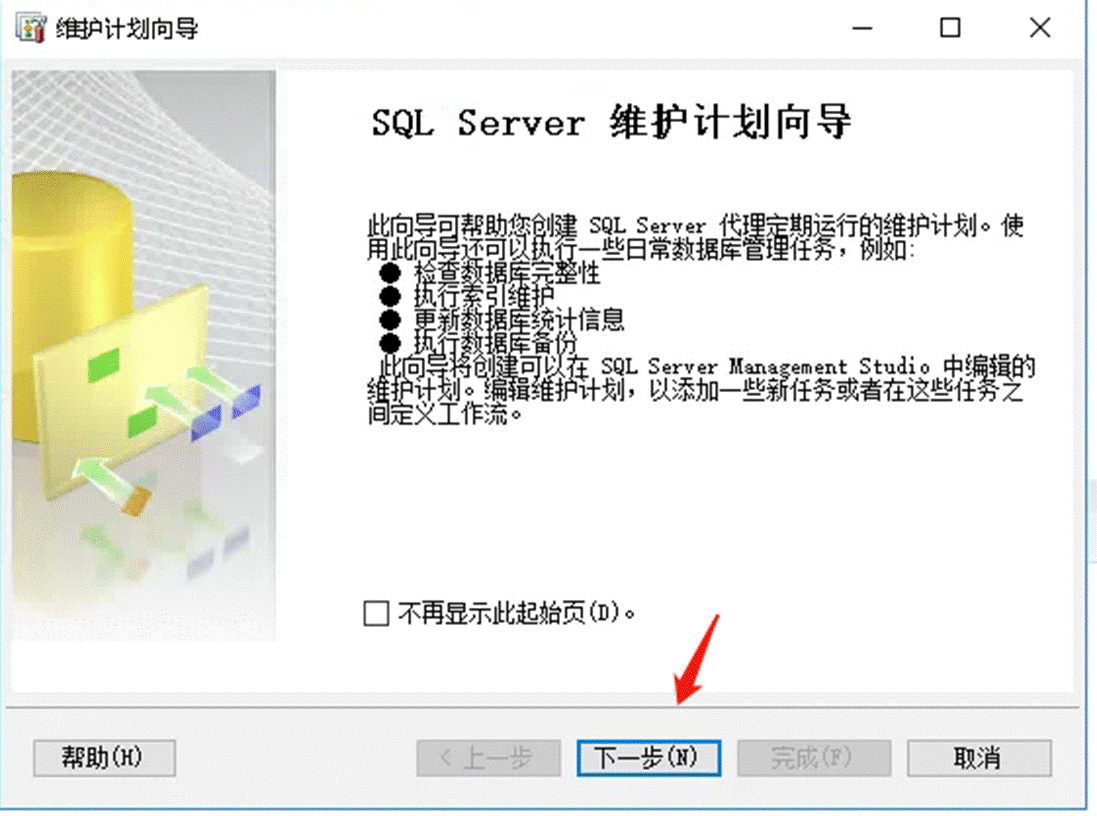 维护计划向导
SQL Server 维护计划向导
此向导可帮助您创建 SQL Server 代理定期运行的维护计划。使
用此向导还可以执行一些日常数据库管理任务，例如:
● 检查数据库完整性
● 执行索引维护
● 更新数据库统计信息
● 执行数据库备份
此向导将创建可以在 SQL Server Management Studio 中编辑的
维护计划。编辑维护计划，以添加一些新任务或者在这些任务之
间定义工作流。
不再显示此起始页(D)。
帮助(H)
< 上一步
下一步(N)
完成(F)
取消